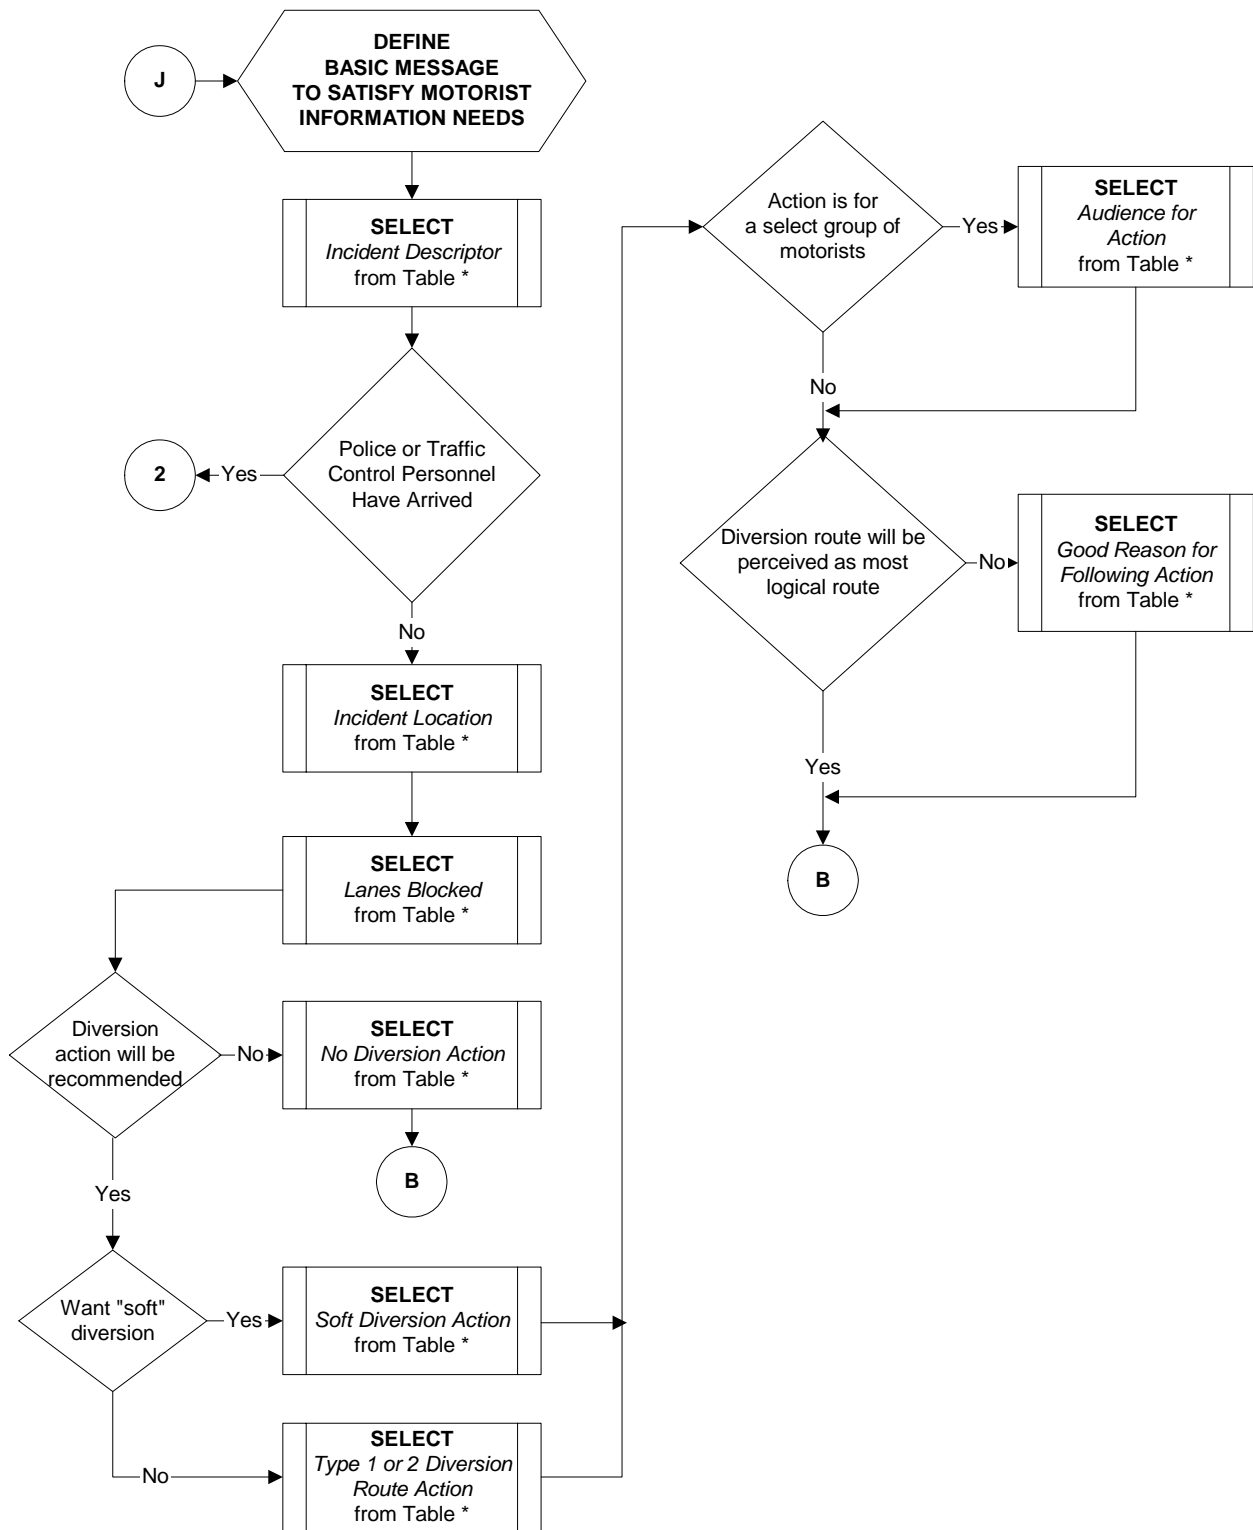 J
DEFINE
BASIC MESSAGE
TO SATISFY MOTORIST
INFORMATION NEEDS
SELECT
Incident Descriptor
from Table *
Police or Traffic
Control Personnel
Have Arrived
Yes
2
No
SELECT
Incident Location
from Table *
SELECT
Lanes Blocked
from Table *
Diversion
action will be
recommended
No
SELECT
No Diversion Action
from Table *
B
Yes
Want "soft"
diversion
Yes
SELECT
Soft Diversion Action
from Table *
No
SELECT
Type 1 or 2 Diversion
Route Action
from Table *
Action is for
a select group of
motorists
Yes
SELECT
Audience for
Action
from Table *
No
Diversion route will be
perceived as most
logical route
No
SELECT
Good Reason for
Following Action
from Table *
Yes
B